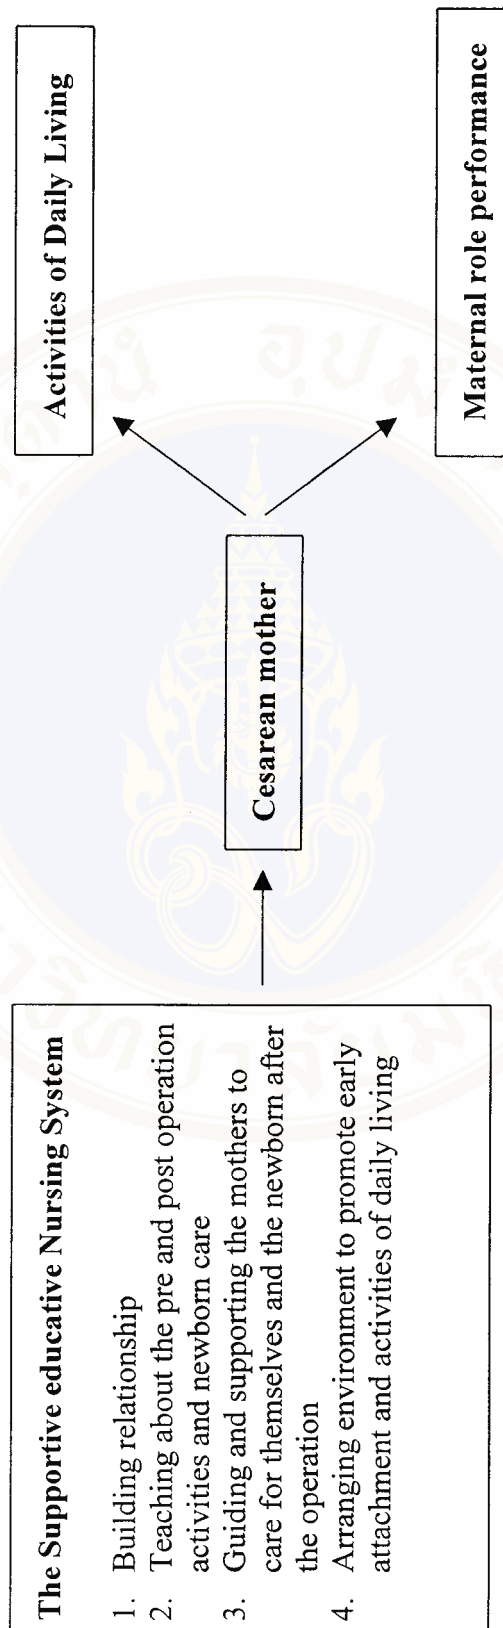 The Supportive educative Nursing System
1. Building relationship
2. Teaching about the pre and post operation
activities and newborn care
3. Guiding and supporting the mothers to
care for themselves and the newborn after
the operation
4. Arranging environment to promote early
attachment and activities of daily living
Cesarean mother
Activities of Daily Living
Maternal role performance